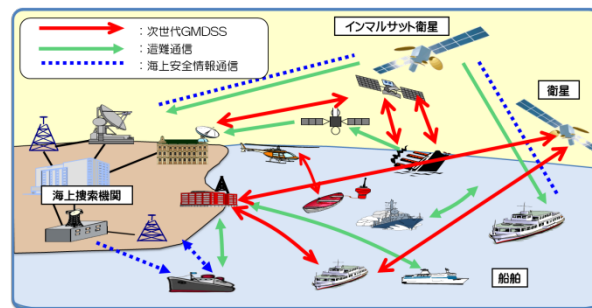 ：次世代GMDSS
：遭難通信
：海上安全情報通信
インマルサット衛星
衛星
海上捜索機関
船舶